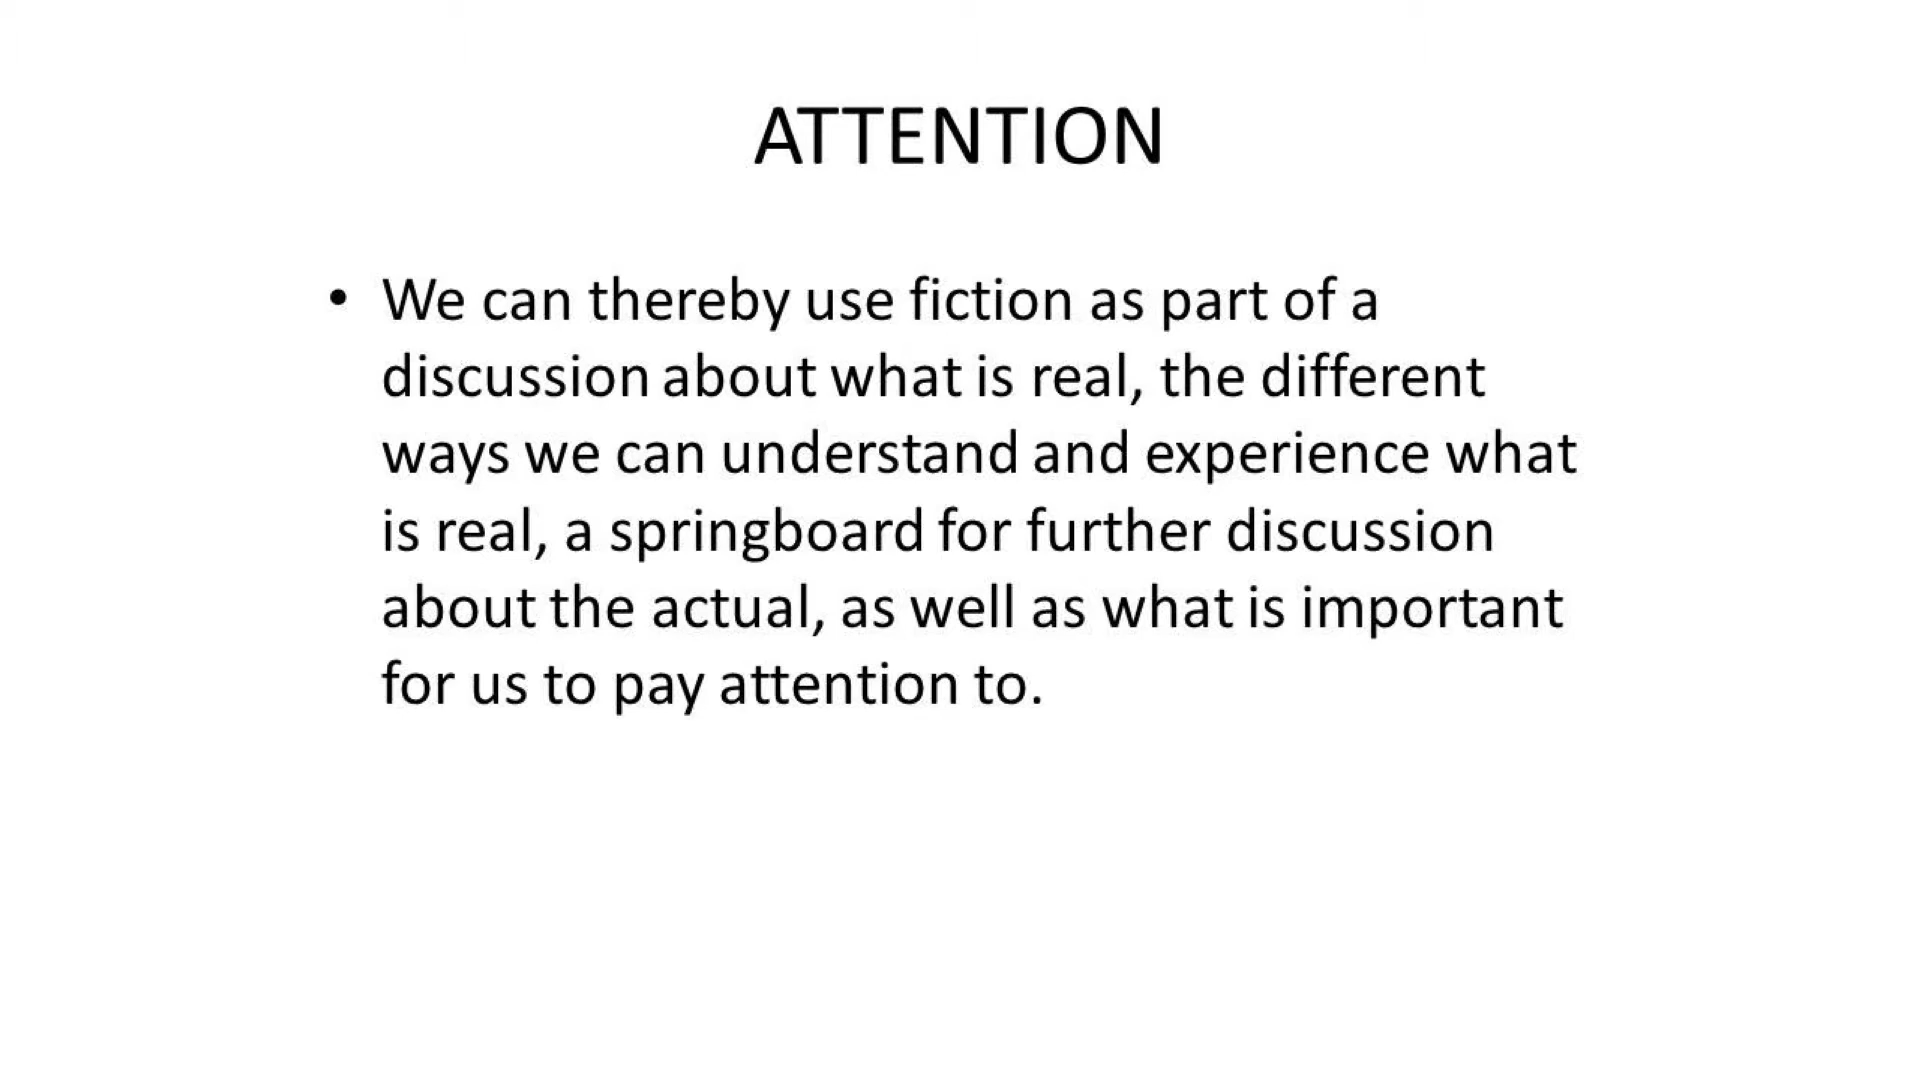 ATTENTION
• We can thereby use fiction as part of a
discussion about what is real, the different
ways we can understand and experience what
is real, a springboard for further discussion
about the actual, as well as what is important
for us to pay attention to.